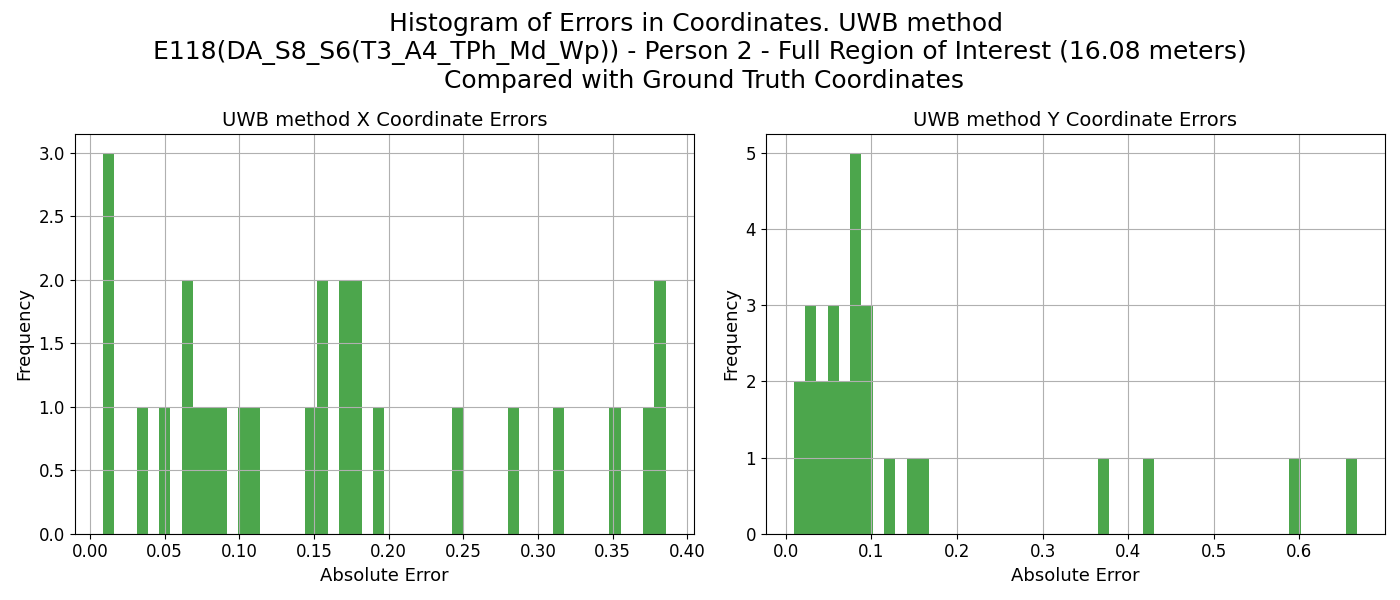 Histogram of Errors in Coordinates. UWB method
E118(DA_S8_S6(T3_A4_TPh_Md_Wp)) - Person 2 - Full Region of Interest (16.08 meters)
Compared with Ground Truth Coordinates
UWB method X Coordinate Errors
3.0
2.5
2.0
1.5
1.0
0.5
0.0
Frequency
0.00 0.05 0.10 0.15 0.20 0.25 0.30 0.35 0.40
Absolute Error
UWB method Y Coordinate Errors
5
4
3
2
1
0
Frequency
0.0 0.1 0.2 0.3 0.4 0.5 0.6
Absolute Error